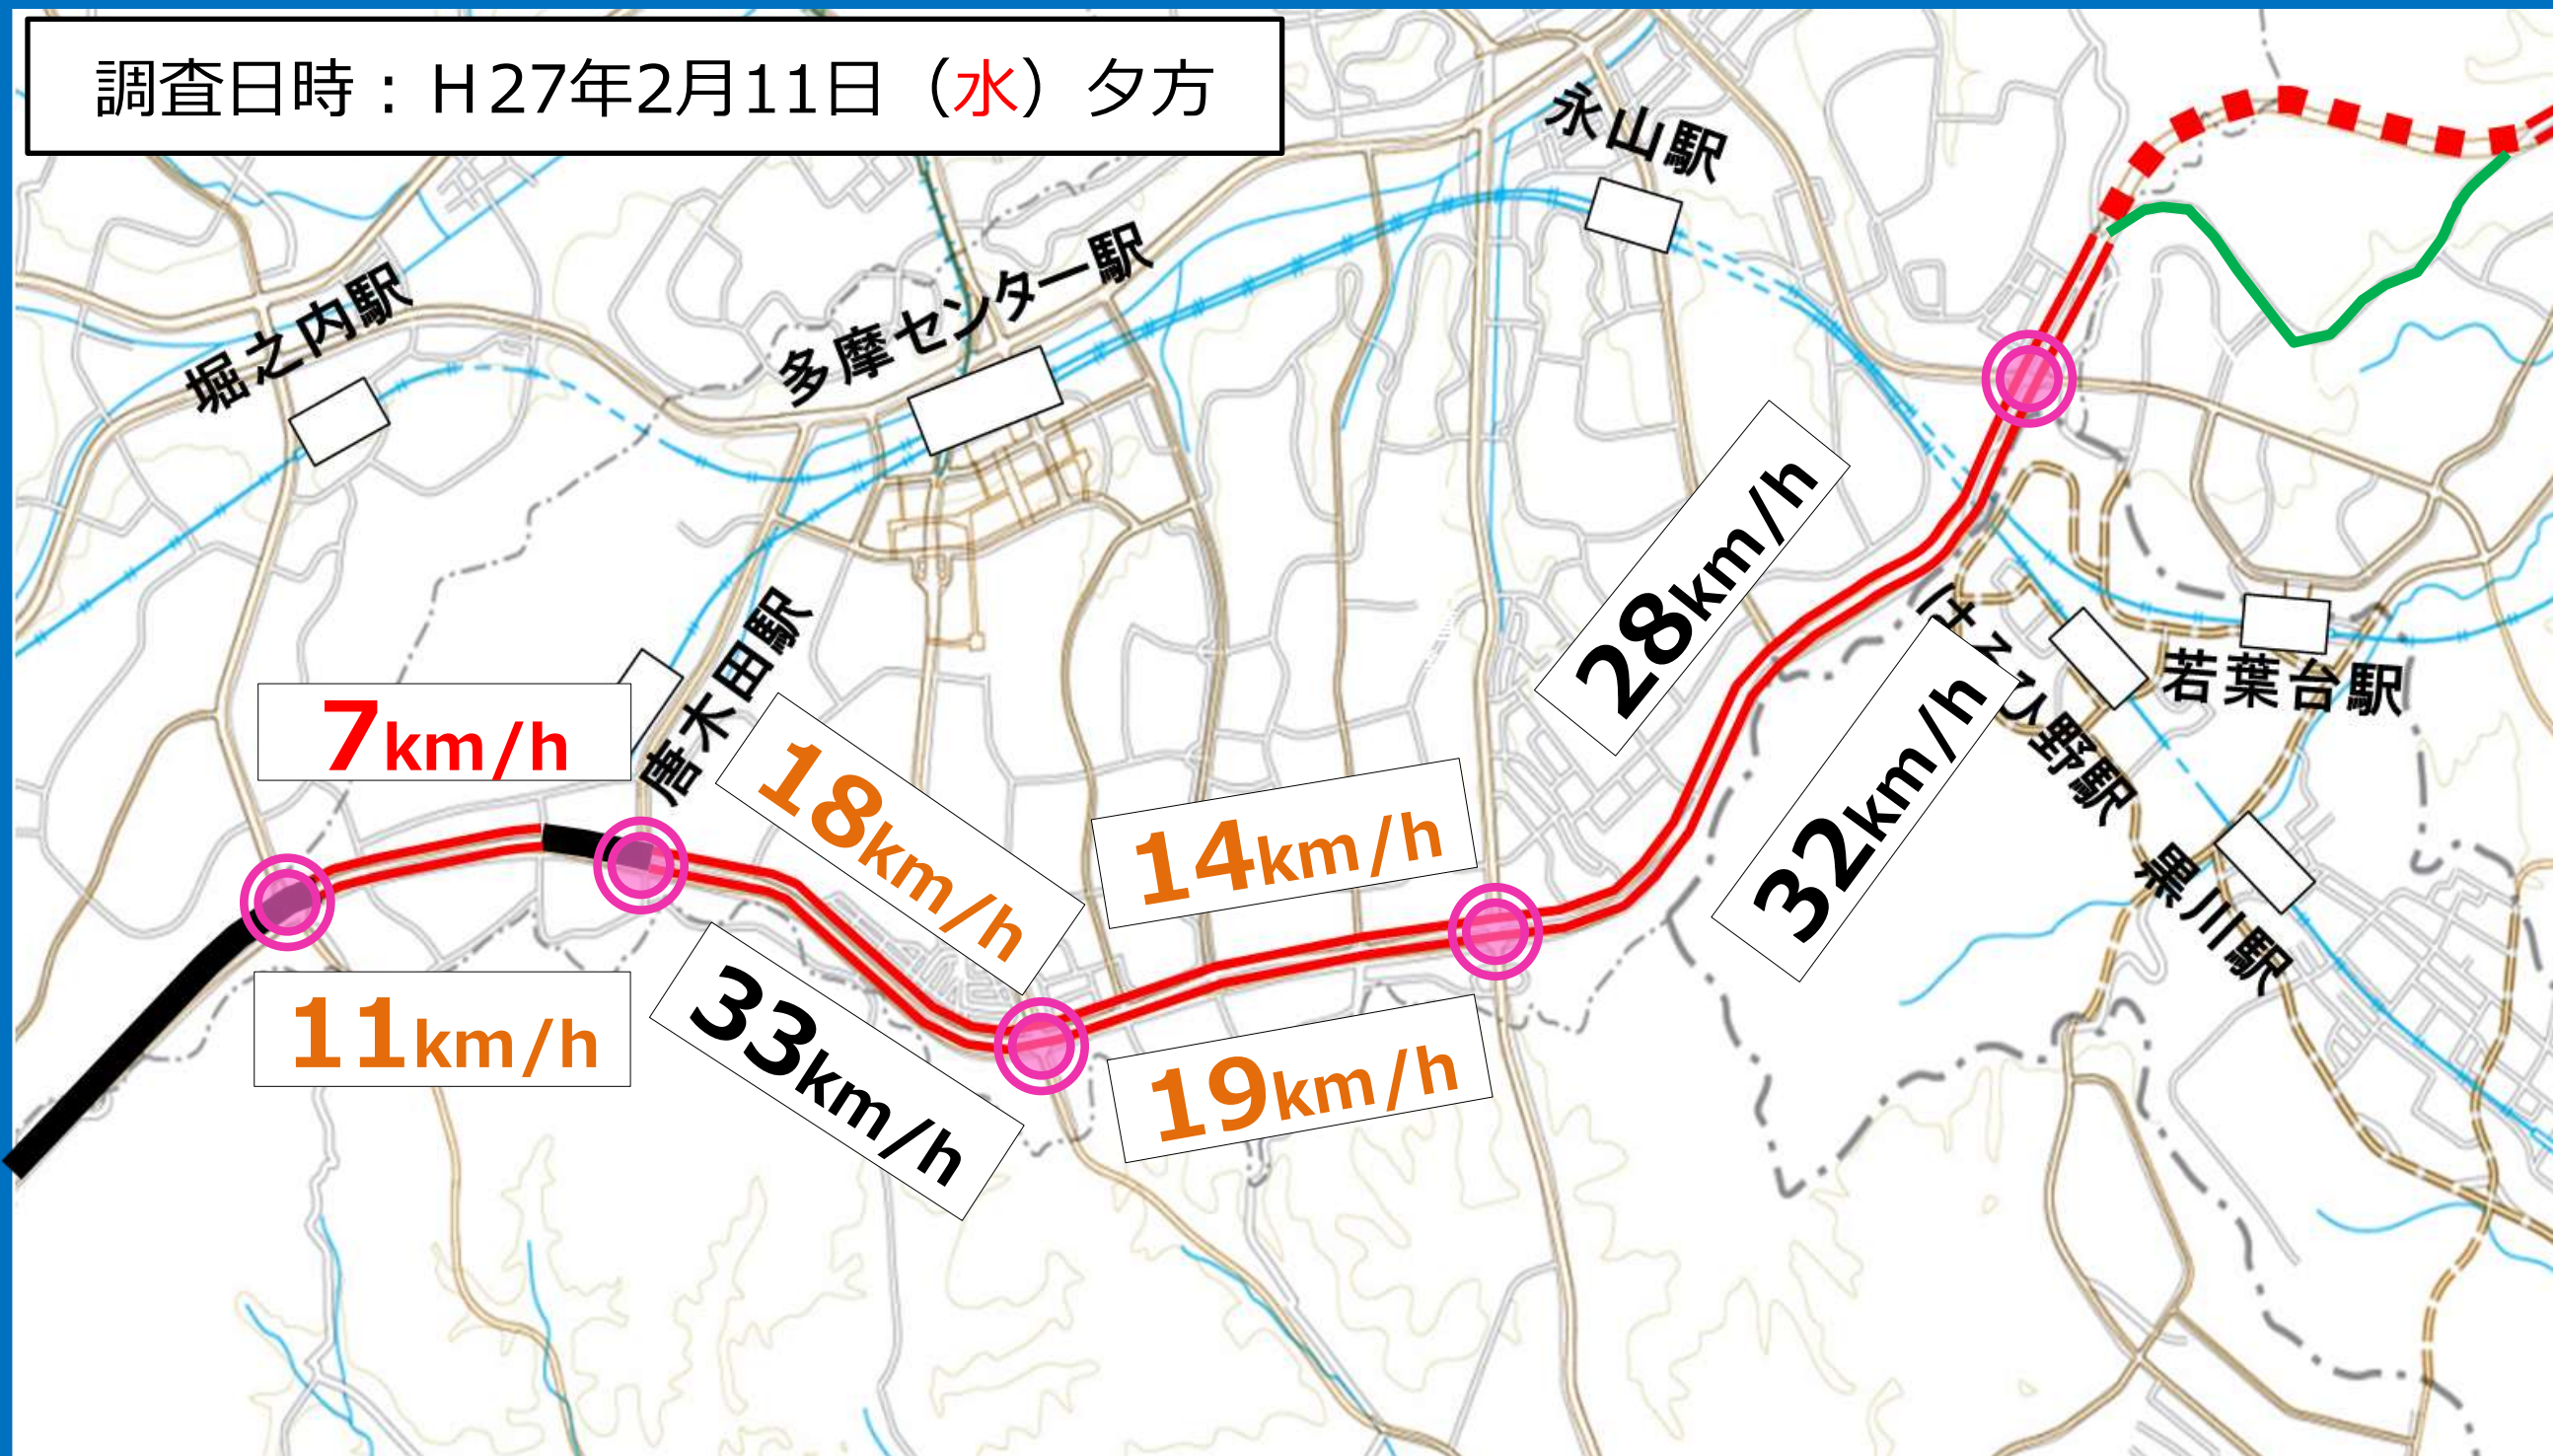 調査日時：Ｈ27年2月11日（水）夕方
永山駅
多摩センター駅
堀之内駅
28km/h
唐木田駅
はるひ野駅
若葉台駅
7km/h
18km/h
14km/h
32km/h
黒川駅
11km/h
33km/h
19km/h